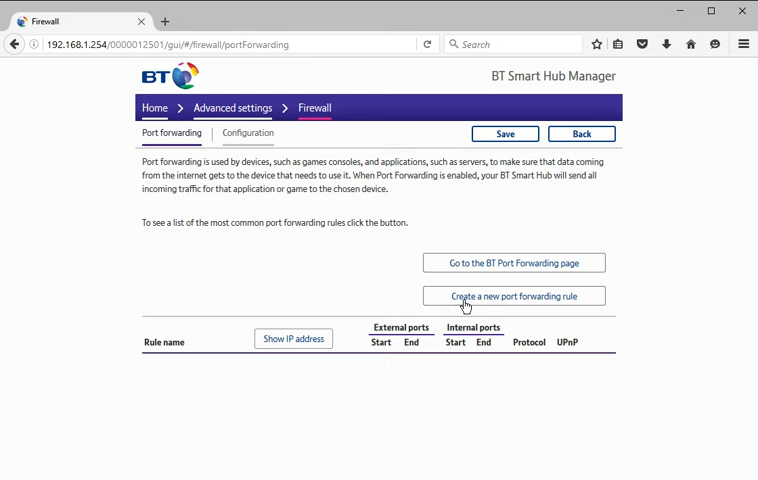 Firewall
192.168.1.254/0000012501/gui/#/firewall/portForwarding
Search
BT
BT Smart Hub Manager
Home > Advanced settings > Firewall
Port forwarding | Configuration
Save
Back
Port forwarding is used by devices, such as games consoles, and applications, such as servers, to make sure that data coming
from the internet gets to the device that needs to use it. When Port Forwarding is enabled, your BT Smart Hub will send all
incoming traffic for that application or game to the chosen device.
To see a list of the most common port forwarding rules click the button.
Go to the BT Port Forwarding page
Create a new port forwarding rule
External ports Internal ports
Rule name Show IP address Start End Start End Protocol UPnP